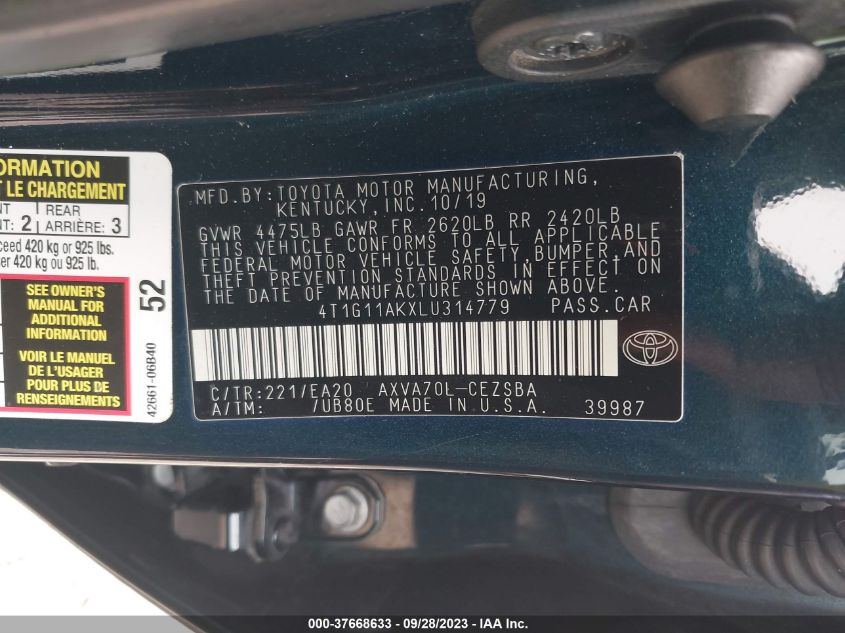 ORMATION
T LE CHARGEMENT
NT
NT: 2
REAR
ARRIÈRE: 3
ceed 420 kg or 925 lbs.
er 420 kg ou 925 lb.
SEE OWNER'S
MANUAL FOR
ADDITIONAL
INFORMATION
VOIR LE MANUEL
DE L'USAGER
POUR PLUS DE
RENSEIGNEMENTS
52
42661-06B40
MFD.BY:TOYOTA MOTOR MANUFACTURING,
KENTUCKY,INC.10/19
GVWR 4475LB GAWR FR 2620LB RR 2420LB
THIS VEHICLE CONFORMS TO ALL APPLICABLE
FEDERAL MOTOR VEHICLE SAFETY,BUMPER,AND
THEFT PREVENTION STANDARDS IN EFFECT ON
THE DATE OF MANUFACTURE SHOWN ABOVE.
4T1G11AKXLU314779 PASS.CAR
C/TR:221/EA20 AXVA70L-CEZSBA
A/TM: /UB80E MADE IN U.S.A. 39987
000-37668633 - 09/28/2023 - IAA Inc.